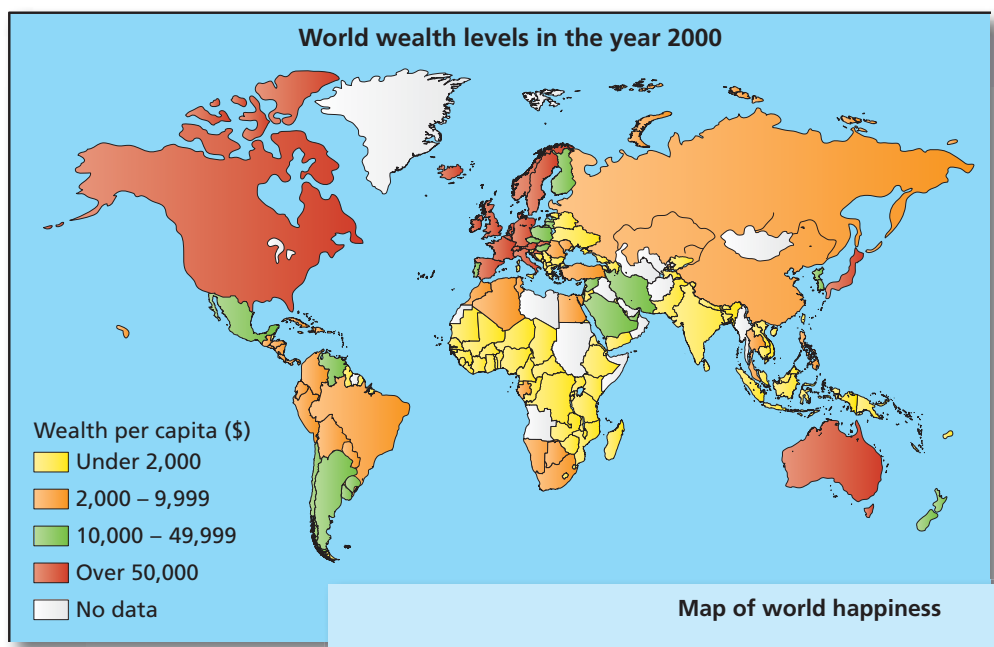 World wealth levels in the year 2000
Wealth per capita ($)
Under 2,000
2,000 – 9,999
10,000 – 49,999
Over 50,000
No data
Map of world happiness